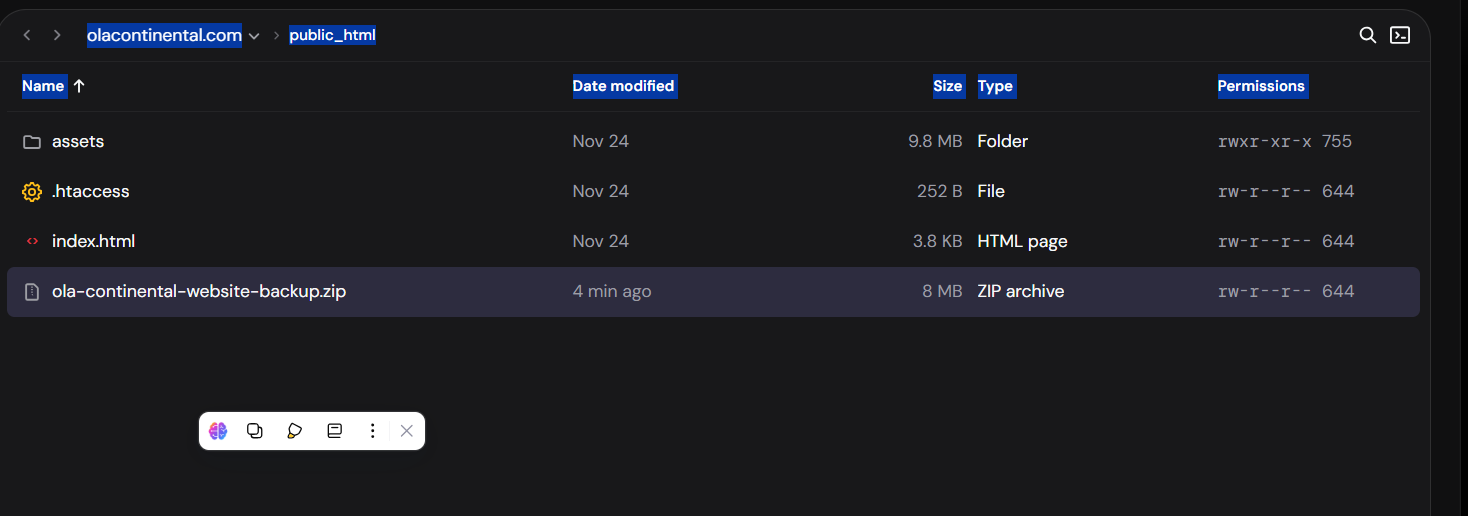 olacontinental.com public_html
Name Date modified Size Type Permissions
assets Nov 24 9.8 MB Folder rwxr-xr-x 755
.htaccess Nov 24 252 B File rw-r--r-- 644
index.html Nov 24 3.8 KB HTML page rw-r--r-- 644
ola-continental-website-backup.zip 4 min ago 8 MB ZIP archive rw-r--r-- 644